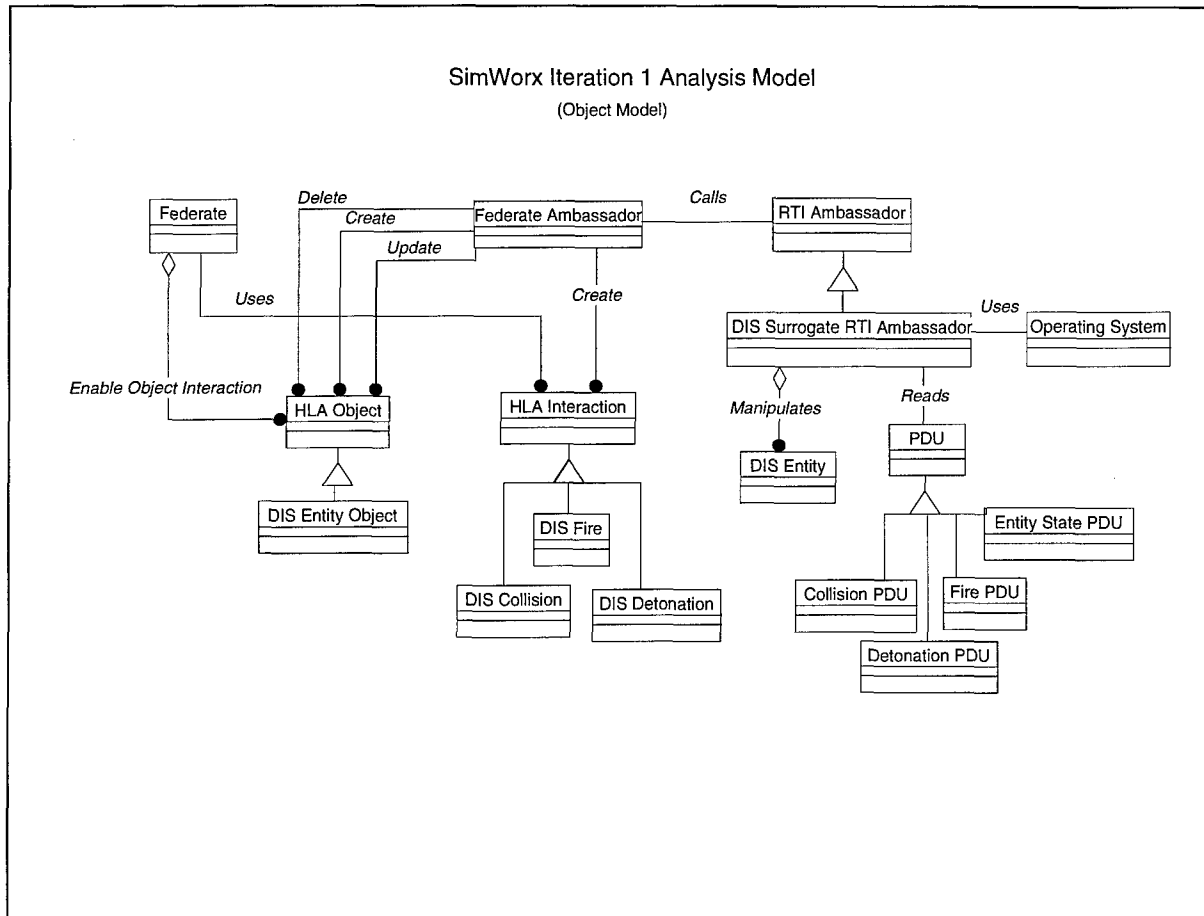 SimWorx Iteration 1 Analysis Model
(Object Model)
Delete
Calls
Federate
Federate Ambassador
RTI Ambassador
Create
Update
Uses
Create
Uses
DIS Surrogate RTI Ambassador
Operating System
Enable Object Interaction
Manipulates
Reads
HLA Object
HLA Interaction
PDU
DIS Entity
DIS Entity Object
DIS Fire
Entity State PDU
DIS Collision
DIS Detonation
Collision PDU
Fire PDU
Detonation PDU